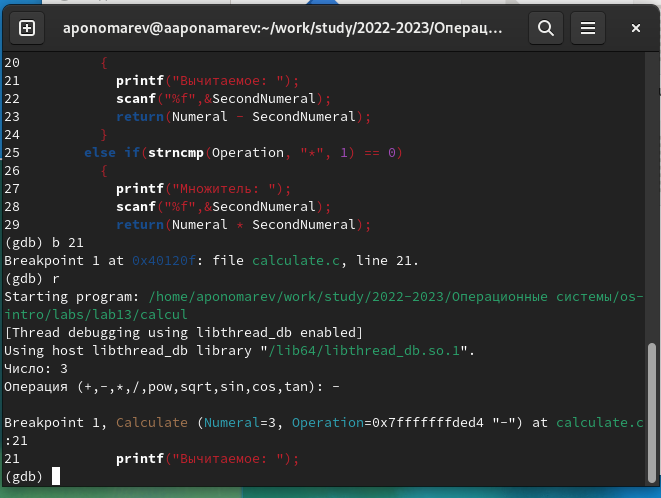 aponomarev@aaponamarev:~/work/study/2022-2023/Операц...
20          {
21            printf("Вычитаемое: ");
22            scanf("%f",&SecondNumeral);
23            return(Numeral - SecondNumeral);
24          }
25        else if(strncmp(Operation, "*", 1) == 0)
26          {
27            printf("Множитель: ");
28            scanf("%f",&SecondNumeral);
29            return(Numeral * SecondNumeral);
(gdb) b 21
Breakpoint 1 at 0x40120f: file calculate.c, line 21.
(gdb) r
Starting program: /home/aponomarev/work/study/2022-2023/Операционные системы/os-
intro/labs/lab13/calcul
[Thread debugging using libthread_db enabled]
Using host libthread_db library "/lib64/libthread_db.so.1".
Число: 3
Операция (+,-,*,/,pow,sqrt,sin,cos,tan): -
Breakpoint 1, Calculate (Numeral=3, Operation=0x7fffffffded4 "-") at calculate.c
:21
21            printf("Вычитаемое: ");
(gdb)